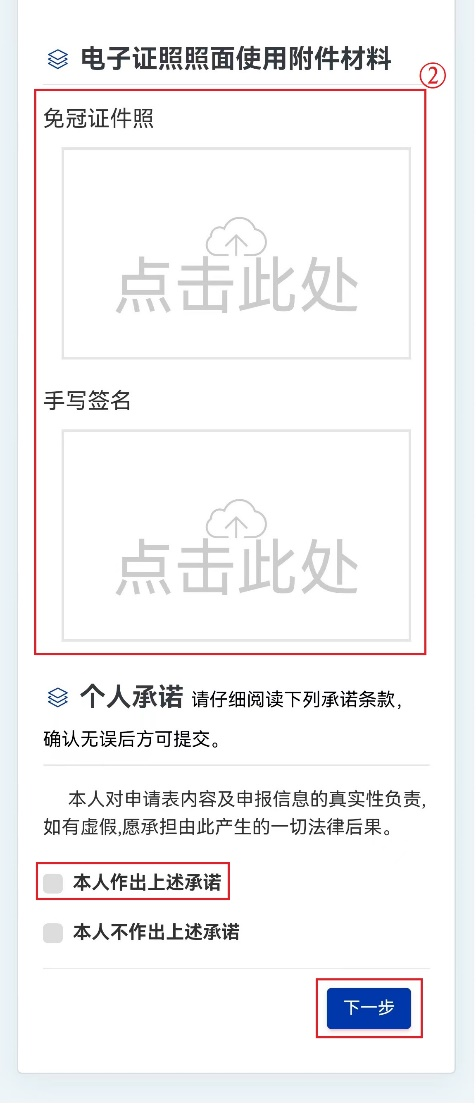 电子证照照面使用附件材料
②
免冠证件照
点击此处
手写签名
点击此处
个人承诺 请仔细阅读下列承诺条款，
确认无误后方可提交。
本人对申请表内容及申报信息的真实性负责,
如有虚假,愿承担由此产生的一切法律后果。
本人作出上述承诺
本人不作出上述承诺
下一步